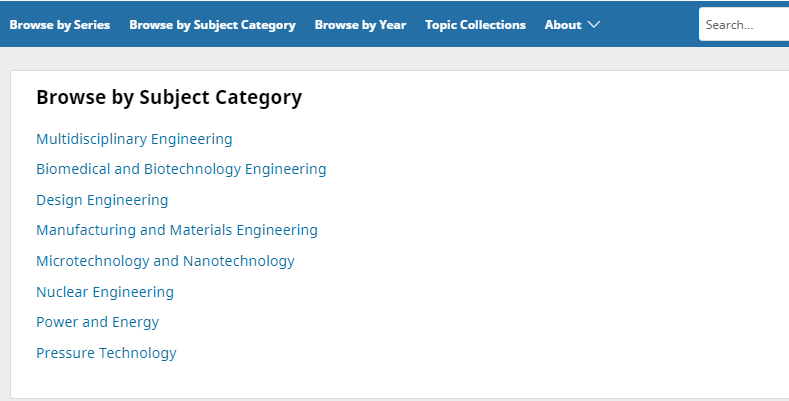 Browse by Series Browse by Subject Category Browse by Year Topic Collections About Search...
Browse by Subject Category
Multidisciplinary Engineering
Biomedical and Biotechnology Engineering
Design Engineering
Manufacturing and Materials Engineering
Microtechnology and Nanotechnology
Nuclear Engineering
Power and Energy
Pressure Technology